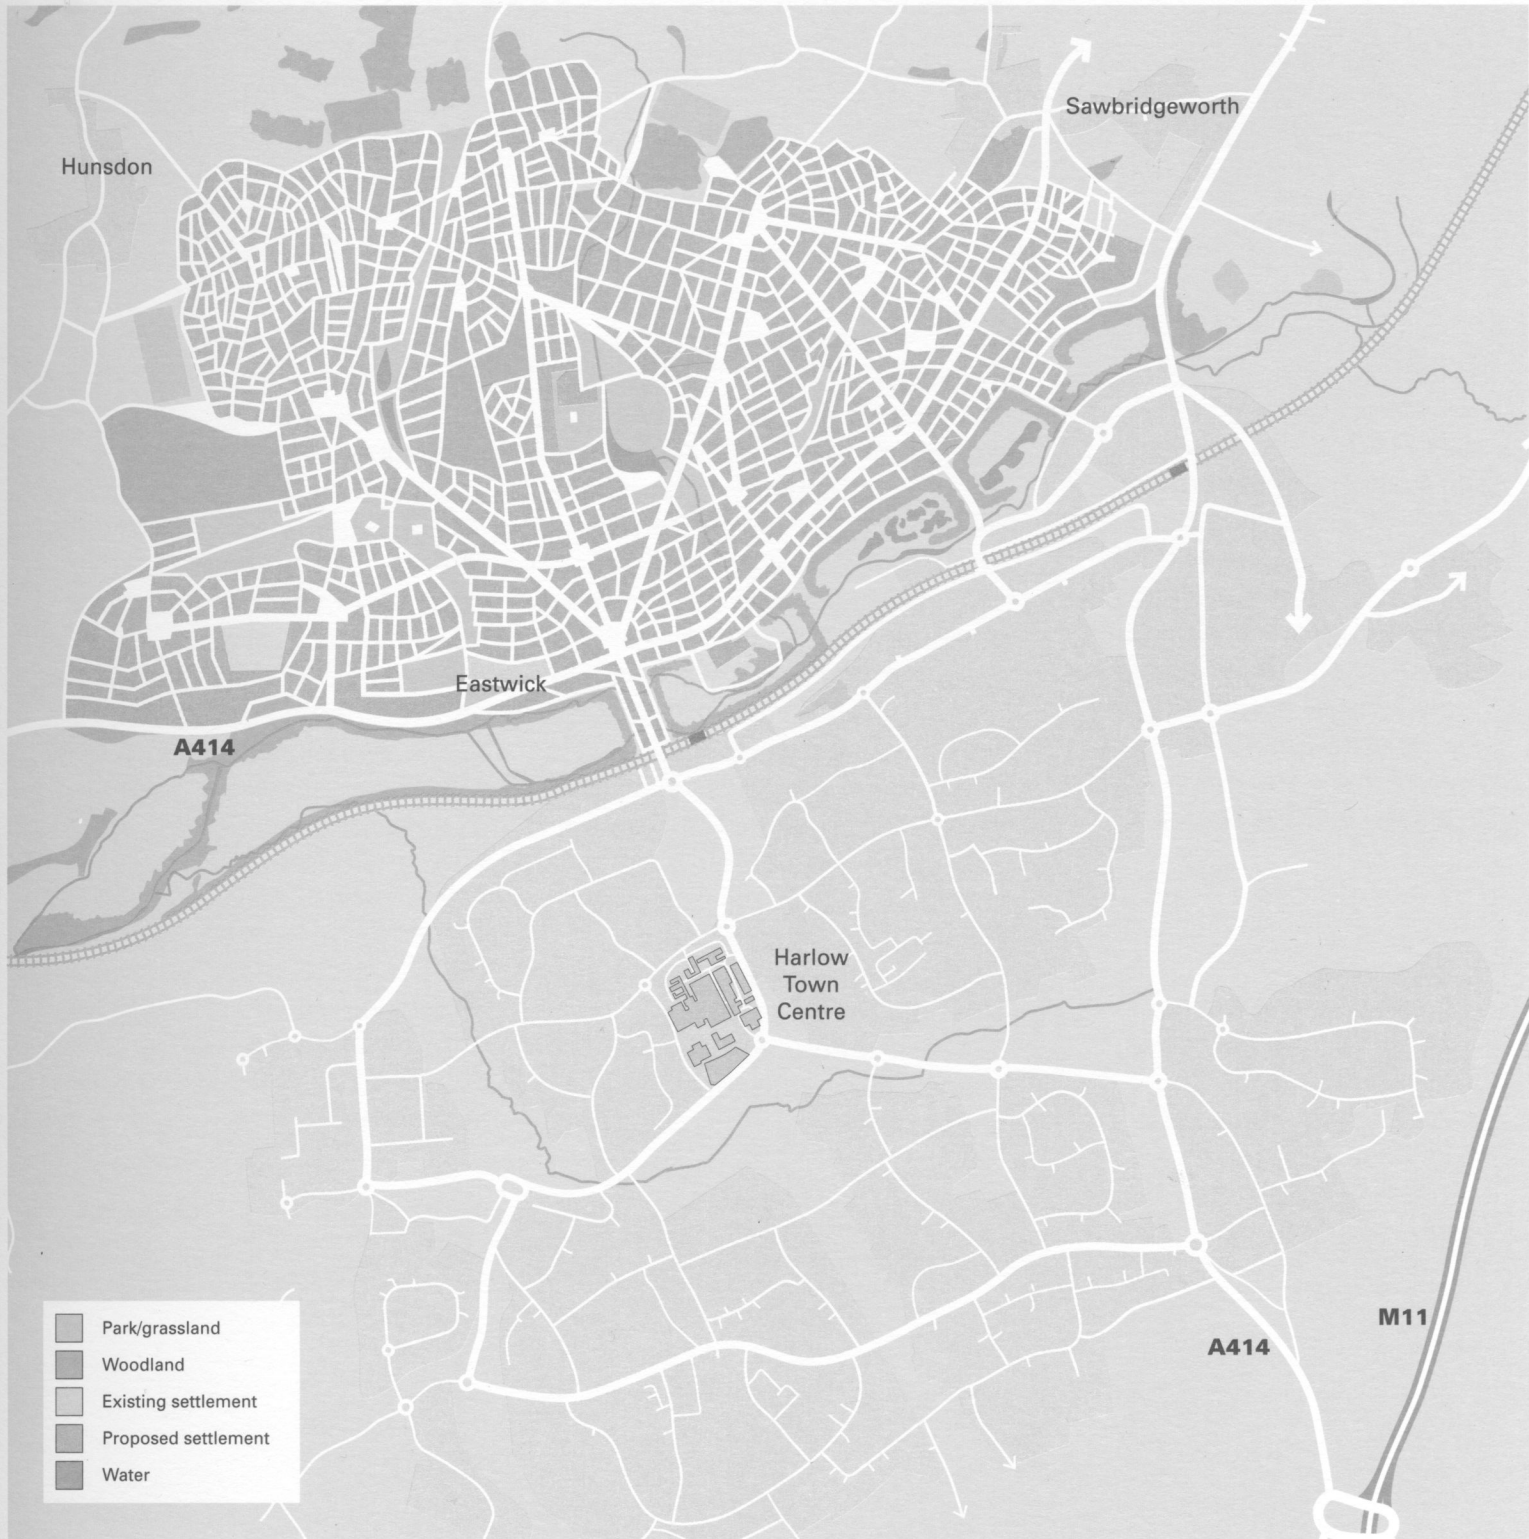 Sawbridgeworth
Hunsdon
Eastwick
A414
Harlow
Town
Centre
M11
A414
Park/grassland
Woodland
Existing settlement
Proposed settlement
Water